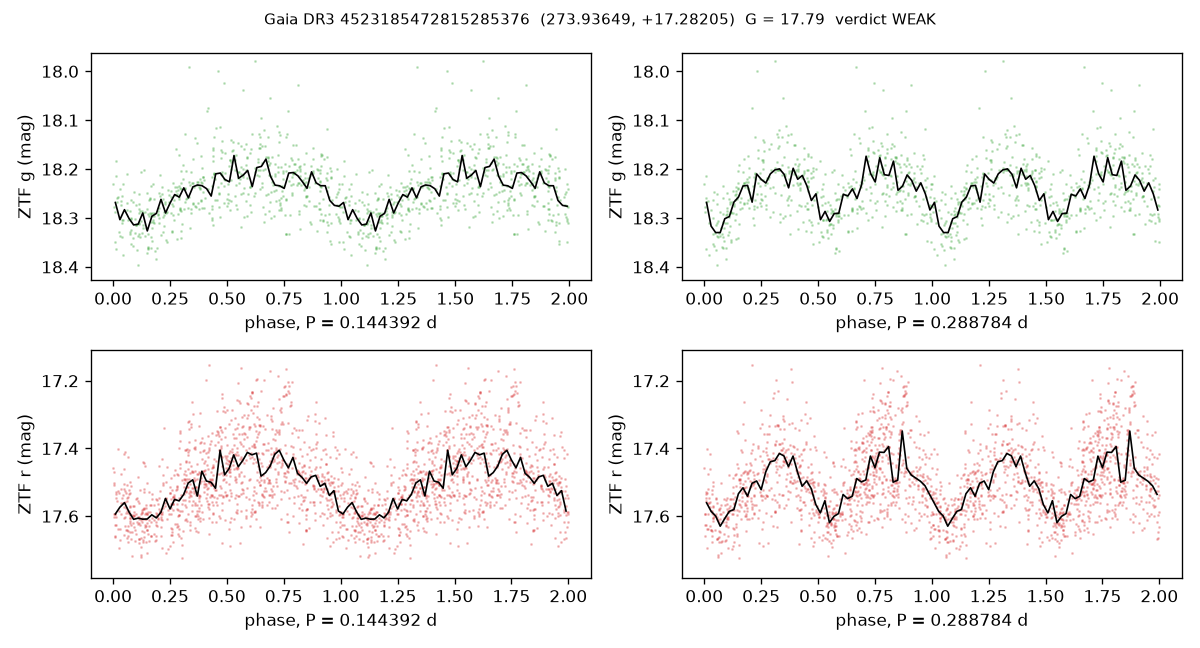 Gaia DR3 4523185472815285376 (273.93649, +17.28205) G = 17.79 verdict WEAK
18.0
18.1
18.2
18.3
18.4
ZTF g (mag)
0.00 0.25 0.50 0.75 1.00 1.25 1.50 1.75 2.00
phase, P = 0.144392 d
18.0
18.1
18.2
18.3
18.4
ZTF g (mag)
0.00 0.25 0.50 0.75 1.00 1.25 1.50 1.75 2.00
phase, P = 0.288784 d
17.2
17.4
17.6
ZTF r (mag)
0.00 0.25 0.50 0.75 1.00 1.25 1.50 1.75 2.00
phase, P = 0.144392 d
17.2
17.4
17.6
ZTF r (mag)
0.00 0.25 0.50 0.75 1.00 1.25 1.50 1.75 2.00
phase, P = 0.288784 d